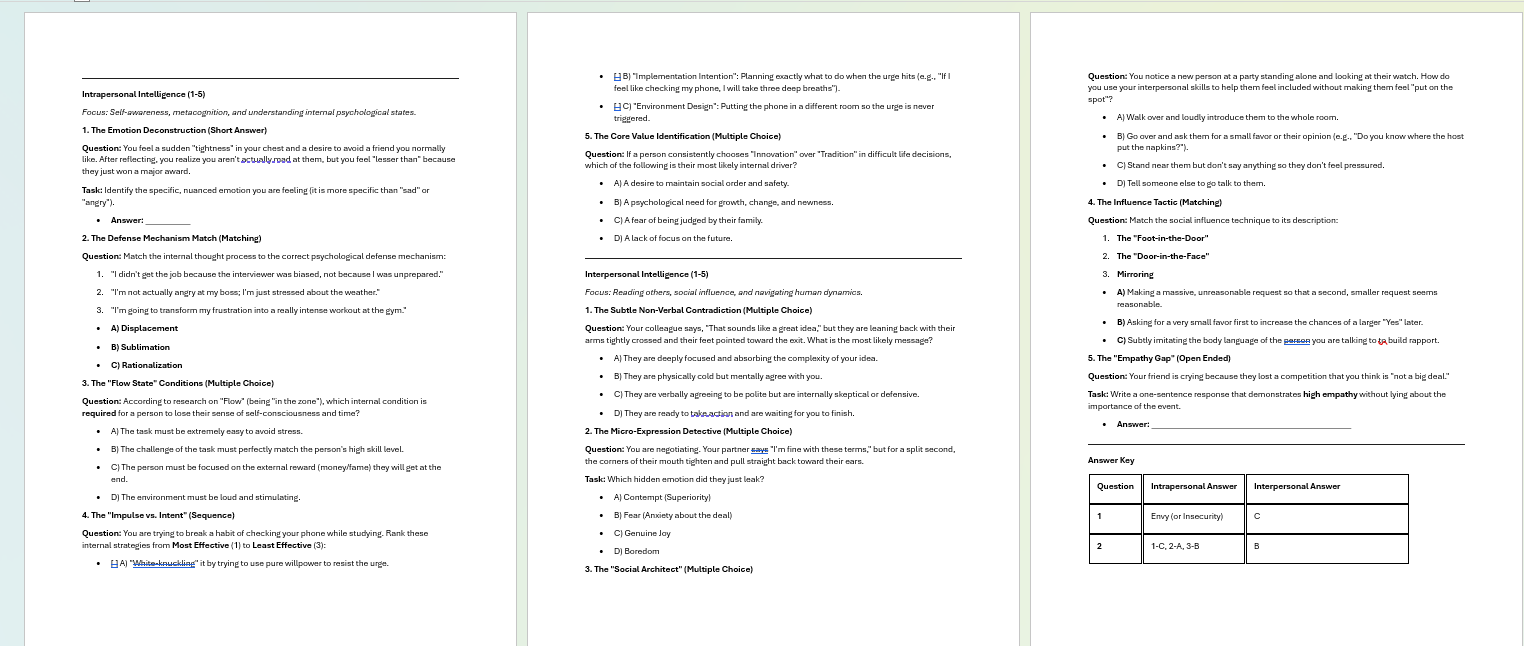 Intrapersonal Intelligence (1-5)
Focus: Self-awareness, metacognition, and understanding internal psychological states.
1. The Emotion Deconstruction (Short Answer)
Question: You feel a sudden "tightness" in your chest and a desire to avoid a friend you normally
like. After reflecting, you realize you aren't actually mad at them, but you feel "lesser than" because
they just won a major award.
Task: Identify the specific, nuanced emotion you are feeling (it is more specific than "sad" or
"angry").
• Answer: __________
2. The Defense Mechanism Match (Matching)
Question: Match the internal thought process to the correct psychological defense mechanism:
1. "I didn't get the job because the interviewer was biased, not because I was unprepared."
2. "I'm not actually angry at my boss; I'm just stressed about the weather."
3. "I'm going to transform my frustration into a really intense workout at the gym."
• A) Displacement
• B) Sublimation
• C) Rationalization
3. The "Flow State" Conditions (Multiple Choice)
Question: According to research on "Flow" (being "in the zone"), which internal condition is
required for a person to lose their sense of self-consciousness and time?
• A) The task must be extremely easy to avoid stress.
• B) The challenge of the task must perfectly match the person's high skill level.
• C) The person must be focused on the external reward (money/fame) they will get at the
end.
• D) The environment must be loud and stimulating.
4. The "Impulse vs. Intent" (Sequence)
Question: You are trying to break a habit of checking your phone while studying. Rank these
internal strategies from Most Effective (1) to Least Effective (3):
• [ ] A) "White-knuckling" it by trying to use pure willpower to resist the urge.
• [ ] B) "Implementation Intention": Planning exactly what to do when the urge hits (e.g., "If I
feel like checking my phone, I will take three deep breaths").
• [ ] C) "Environment Design": Putting the phone in a different room so the urge is never
triggered.
5. The Core Value Identification (Multiple Choice)
Question: If a person consistently chooses "Innovation" over "Tradition" in difficult life decisions,
which of the following is their most likely internal driver?
• A) A desire to maintain social order and safety.
• B) A psychological need for growth, change, and newness.
• C) A fear of being judged by their family.
• D) A lack of focus on the future.
Interpersonal Intelligence (1-5)
Focus: Reading others, social influence, and navigating human dynamics.
1. The Subtle Non-Verbal Contradiction (Multiple Choice)
Question: Your colleague says, "That sounds like a great idea," but they are leaning back with their
arms tightly crossed and their feet pointed toward the exit. What is the most likely message?
• A) They are deeply focused and absorbing the complexity of your idea.
• B) They are physically cold but mentally agree with you.
• C) They are verbally agreeing to be polite but are internally skeptical or defensive.
• D) They are ready to take action and are waiting for you to finish.
2. The Micro-Expression Detective (Multiple Choice)
Question: You are negotiating. Your partner says "I'm fine with these terms," but for a split second,
the corners of their mouth tighten and pull straight back toward their ears.
Task: Which hidden emotion did they just leak?
• A) Contempt (Superiority)
• B) Fear (Anxiety about the deal)
• C) Genuine Joy
• D) Boredom
3. The "Social Architect" (Multiple Choice)
Question: You notice a new person at a party standing alone and looking at their watch. How do
you use your interpersonal skills to help them feel included without making them feel "put on the
spot"?
• A) Walk over and loudly introduce them to the whole room.
• B) Go over and ask them for a small favor or their opinion (e.g., "Do you know where the host
put the napkins?").
• C) Stand near them but don't say anything so they don't feel pressured.
• D) Tell someone else to go talk to them.
4. The Influence Tactic (Matching)
Question: Match the social influence technique to its description:
1. The "Foot-in-the-Door"
2. The "Door-in-the-Face"
3. Mirroring
• A) Making a massive, unreasonable request so that a second, smaller request seems
reasonable.
• B) Asking for a very small favor first to increase the chances of a larger "Yes" later.
• C) Subtly imitating the body language of the person you are talking to to build rapport.
5. The "Empathy Gap" (Open Ended)
Question: Your friend is crying because they lost a competition that you think is "not a big deal."
Task: Write a one-sentence response that demonstrates high empathy without lying about the
importance of the event.
• Answer: ____________________________________________
Answer Key
Question Intrapersonal Answer Interpersonal Answer
1 Envy (or Insecurity) C
2 1-C, 2-A, 3-B B